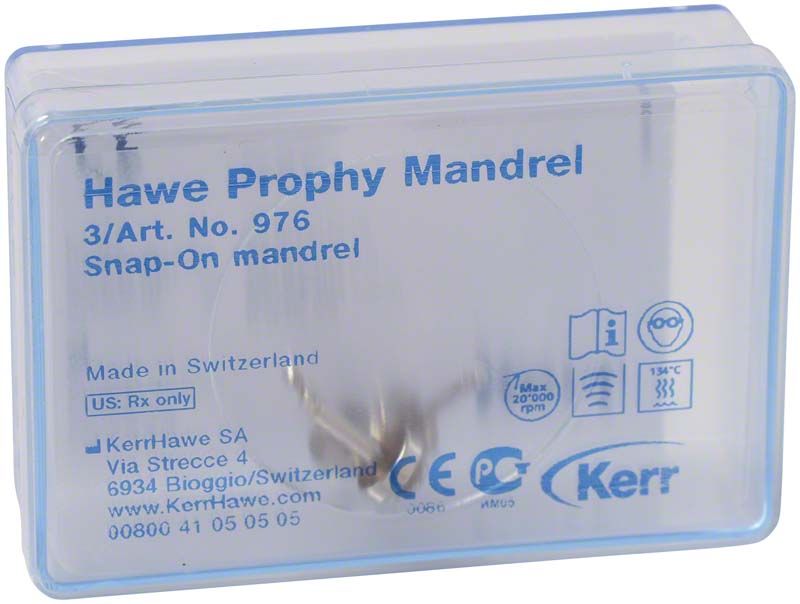 Hawe Prophy Mandrel
3/Art. No. 976
Snap-On mandrel
Made in Switzerland
US: Rx only
KerrHawe SA
Via Strecce 4
6934 Bioggio/Switzerland
www.KerrHawe.com
00800 41 05 05 05
i
Max
20'000
rpm
134°C
CE
PCT
Kerr